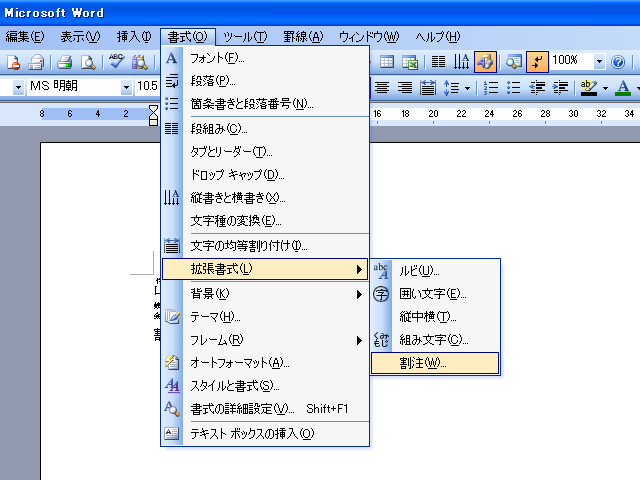 Microsoft Word
編集(E) 表示(V) 挿入(I) 書式(O) ツール(T) 罫線(A) ウィンドウ(W) ヘルプ(H)
100%
MS 明朝 10.5
8 6 4 2 16 18 20 22 24 26 28 30 32 34
フォント(F)...
段落(P)...
箇条書きと段落番号(N)...
段組み(C)...
タブとリーダー(T)...
ドロップ キャップ(D)...
縦書きと横書き(X)...
文字種の変換(E)...
文字の均等割り付け(I)...
拡張書式(L)
背景(K)
テーマ(H)...
フレーム(R)
オートフォーマット(A)...
スタイルと書式(S)...
書式の詳細設定(V)... Shift+F1
テキスト ボックスの挿入(O)
ルビ(U)...
囲い文字(E)...
縦中横(T)...
組み文字(C)...
割注(W)...